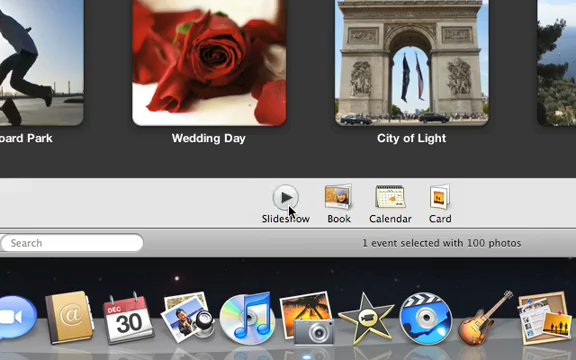 oard Park
Wedding Day
City of Light
Slideshow
Book
Calendar
Card
Search
1 event selected with 100 photos
@
DEC
30